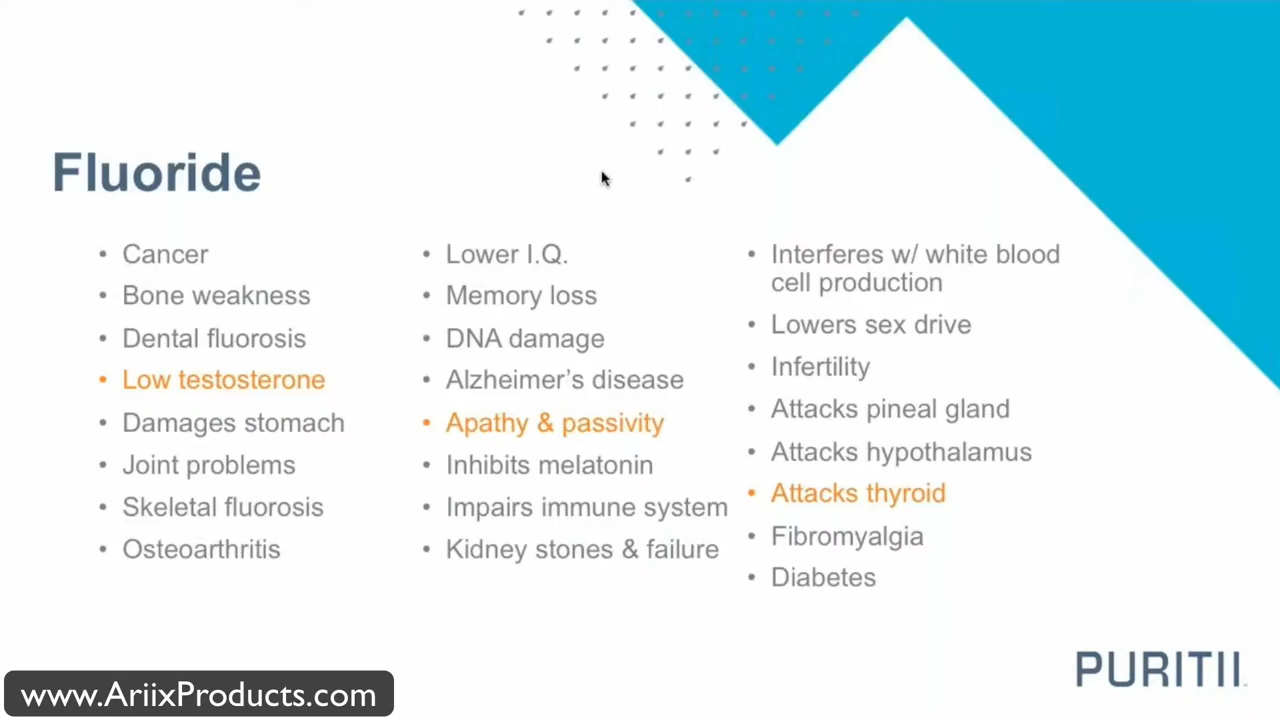 Fluoride
• Cancer
• Bone weakness
• Dental fluorosis
• Low testosterone
• Damages stomach
• Joint problems
• Skeletal fluorosis
• Osteoarthritis
• Lower I.Q.
• Memory loss
• DNA damage
• Alzheimer’s disease
• Apathy & passivity
• Inhibits melatonin
• Impairs immune system
• Kidney stones & failure
• Interferes w/ white blood
cell production
• Lowers sex drive
• Infertility
• Attacks pineal gland
• Attacks hypothalamus
• Attacks thyroid
• Fibromyalgia
• Diabetes
PURITII
www.AriixProducts.com